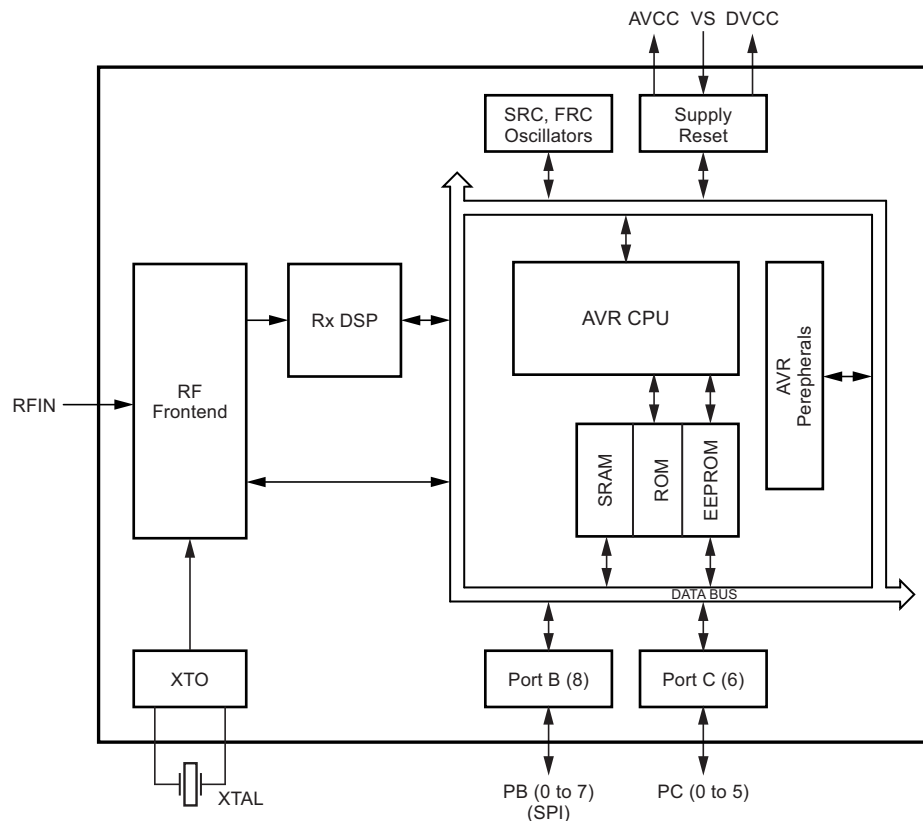 AVCC VS DVCC
SRC, FRC
Oscillators
Supply
Reset
RFIN
RF
Frontend
Rx DSP
AVR CPU
AVR
Perepherals
SRAM
ROM
EEPROM
DATA BUS
XTO
Port B (8)
Port C (6)
XTAL
PB (0 to 7)
(SPI)
PC (0 to 5)